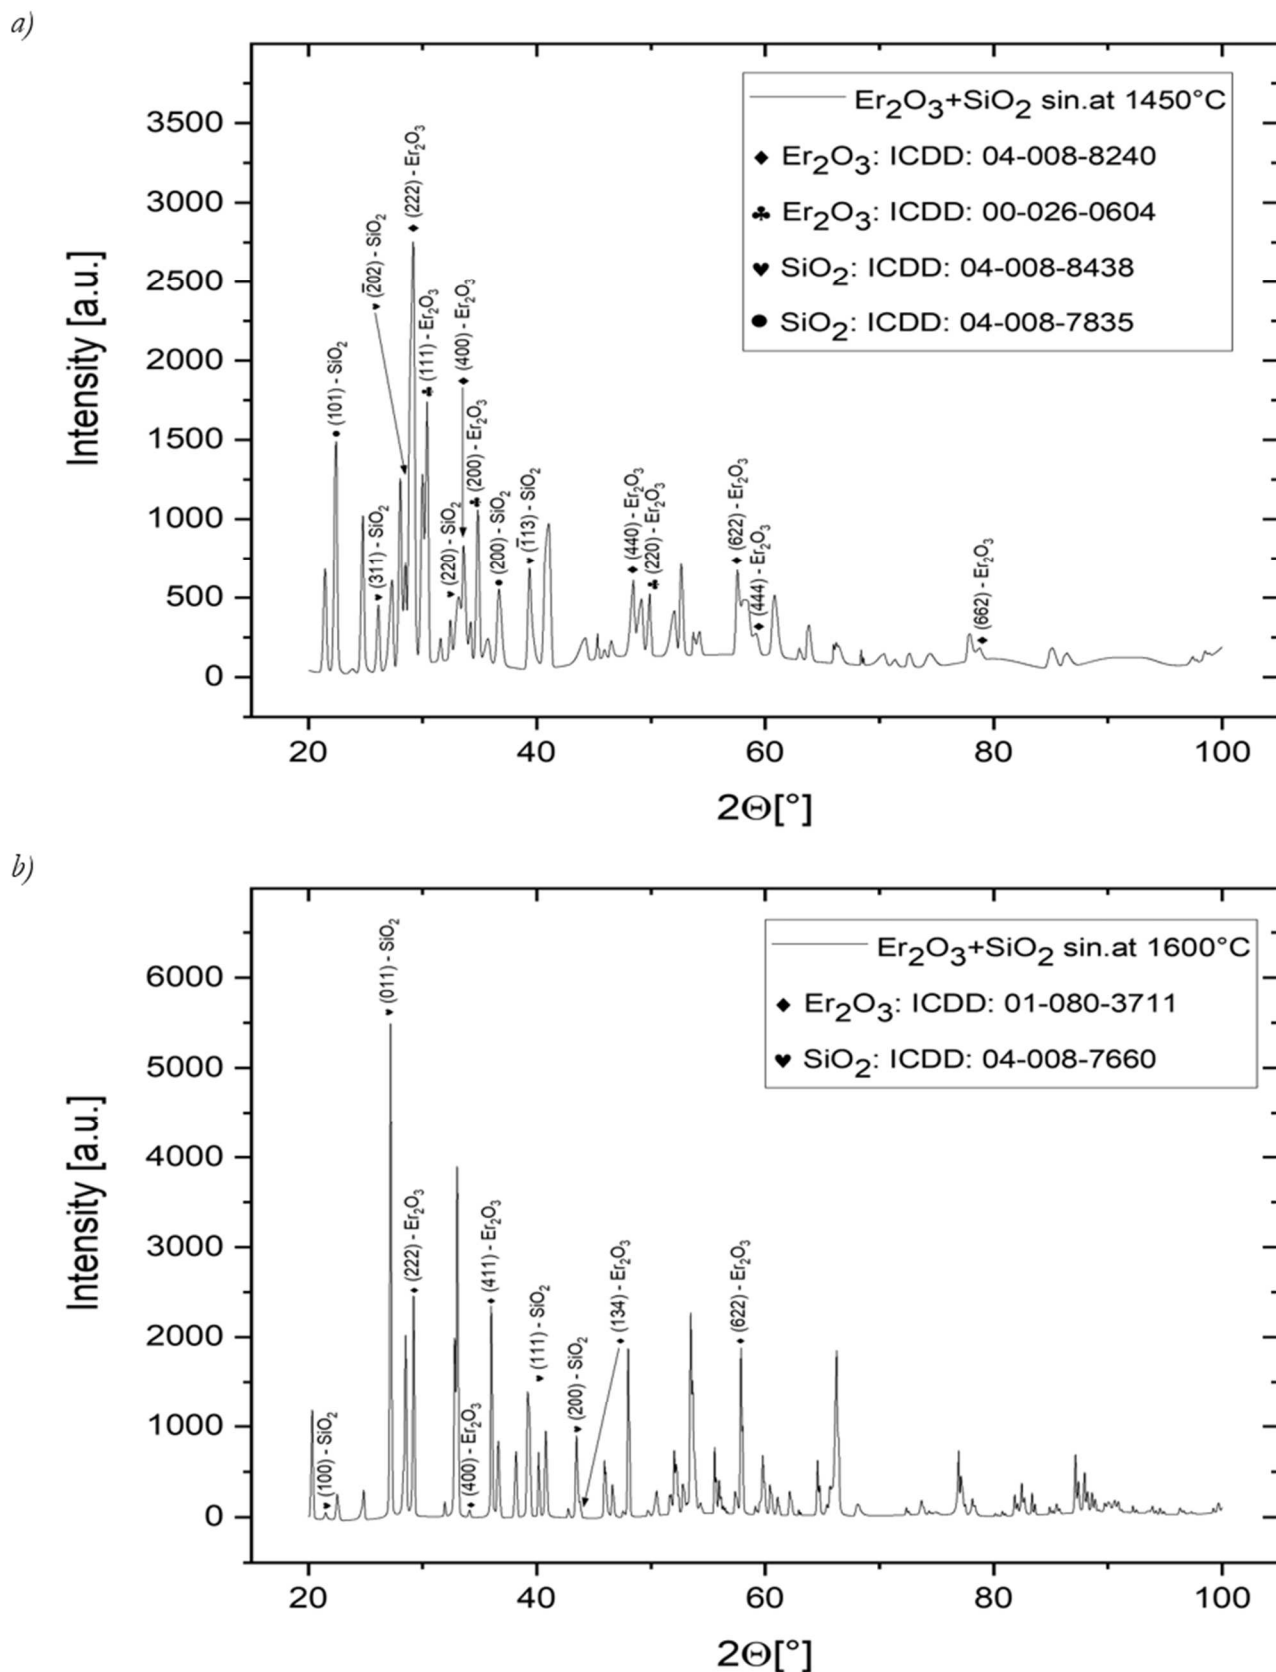 a)
Er₂O₃+SiO₂ sin.at 1450°C
♦ Er₂O₃: ICDD: 04-008-8240
♣ Er₂O₃: ICDD: 00-026-0604
♥ SiO₂: ICDD: 04-008-8438
● SiO₂: ICDD: 04-008-7835
Intensity [a.u.]
3500
3000
2500
2000
1500
1000
500
0
● (101) - SiO₂
♥ (311) - SiO₂
♥ (2̅02) - SiO₂
♦ (222) - Er₂O₃
♣ (111) - Er₂O₃
♥ (220) - SiO₂
♦ (400) - Er₂O₃
♣ (200) - Er₂O₃
● (200) - SiO₂
♥ (1̅13) - SiO₂
♦ (440) - Er₂O₃
♣ (220) - Er₂O₃
♦ (622) - Er₂O₃
♦ (444) - Er₂O₃
♦ (662) - Er₂O₃
20 40 60 80 100
2Θ[°]
b)
Er₂O₃+SiO₂ sin.at 1600°C
♦ Er₂O₃: ICDD: 01-080-3711
♥ SiO₂: ICDD: 04-008-7660
Intensity [a.u.]
6000
5000
4000
3000
2000
1000
0
♥ (100) - SiO₂
♥ (011) - SiO₂
♦ (222) - Er₂O₃
♦ (400) - Er₂O₃
♦ (411) - Er₂O₃
♥ (111) - SiO₂
♥ (200) - SiO₂
♦ (134) - Er₂O₃
♦ (622) - Er₂O₃
20 40 60 80 100
2Θ[°]